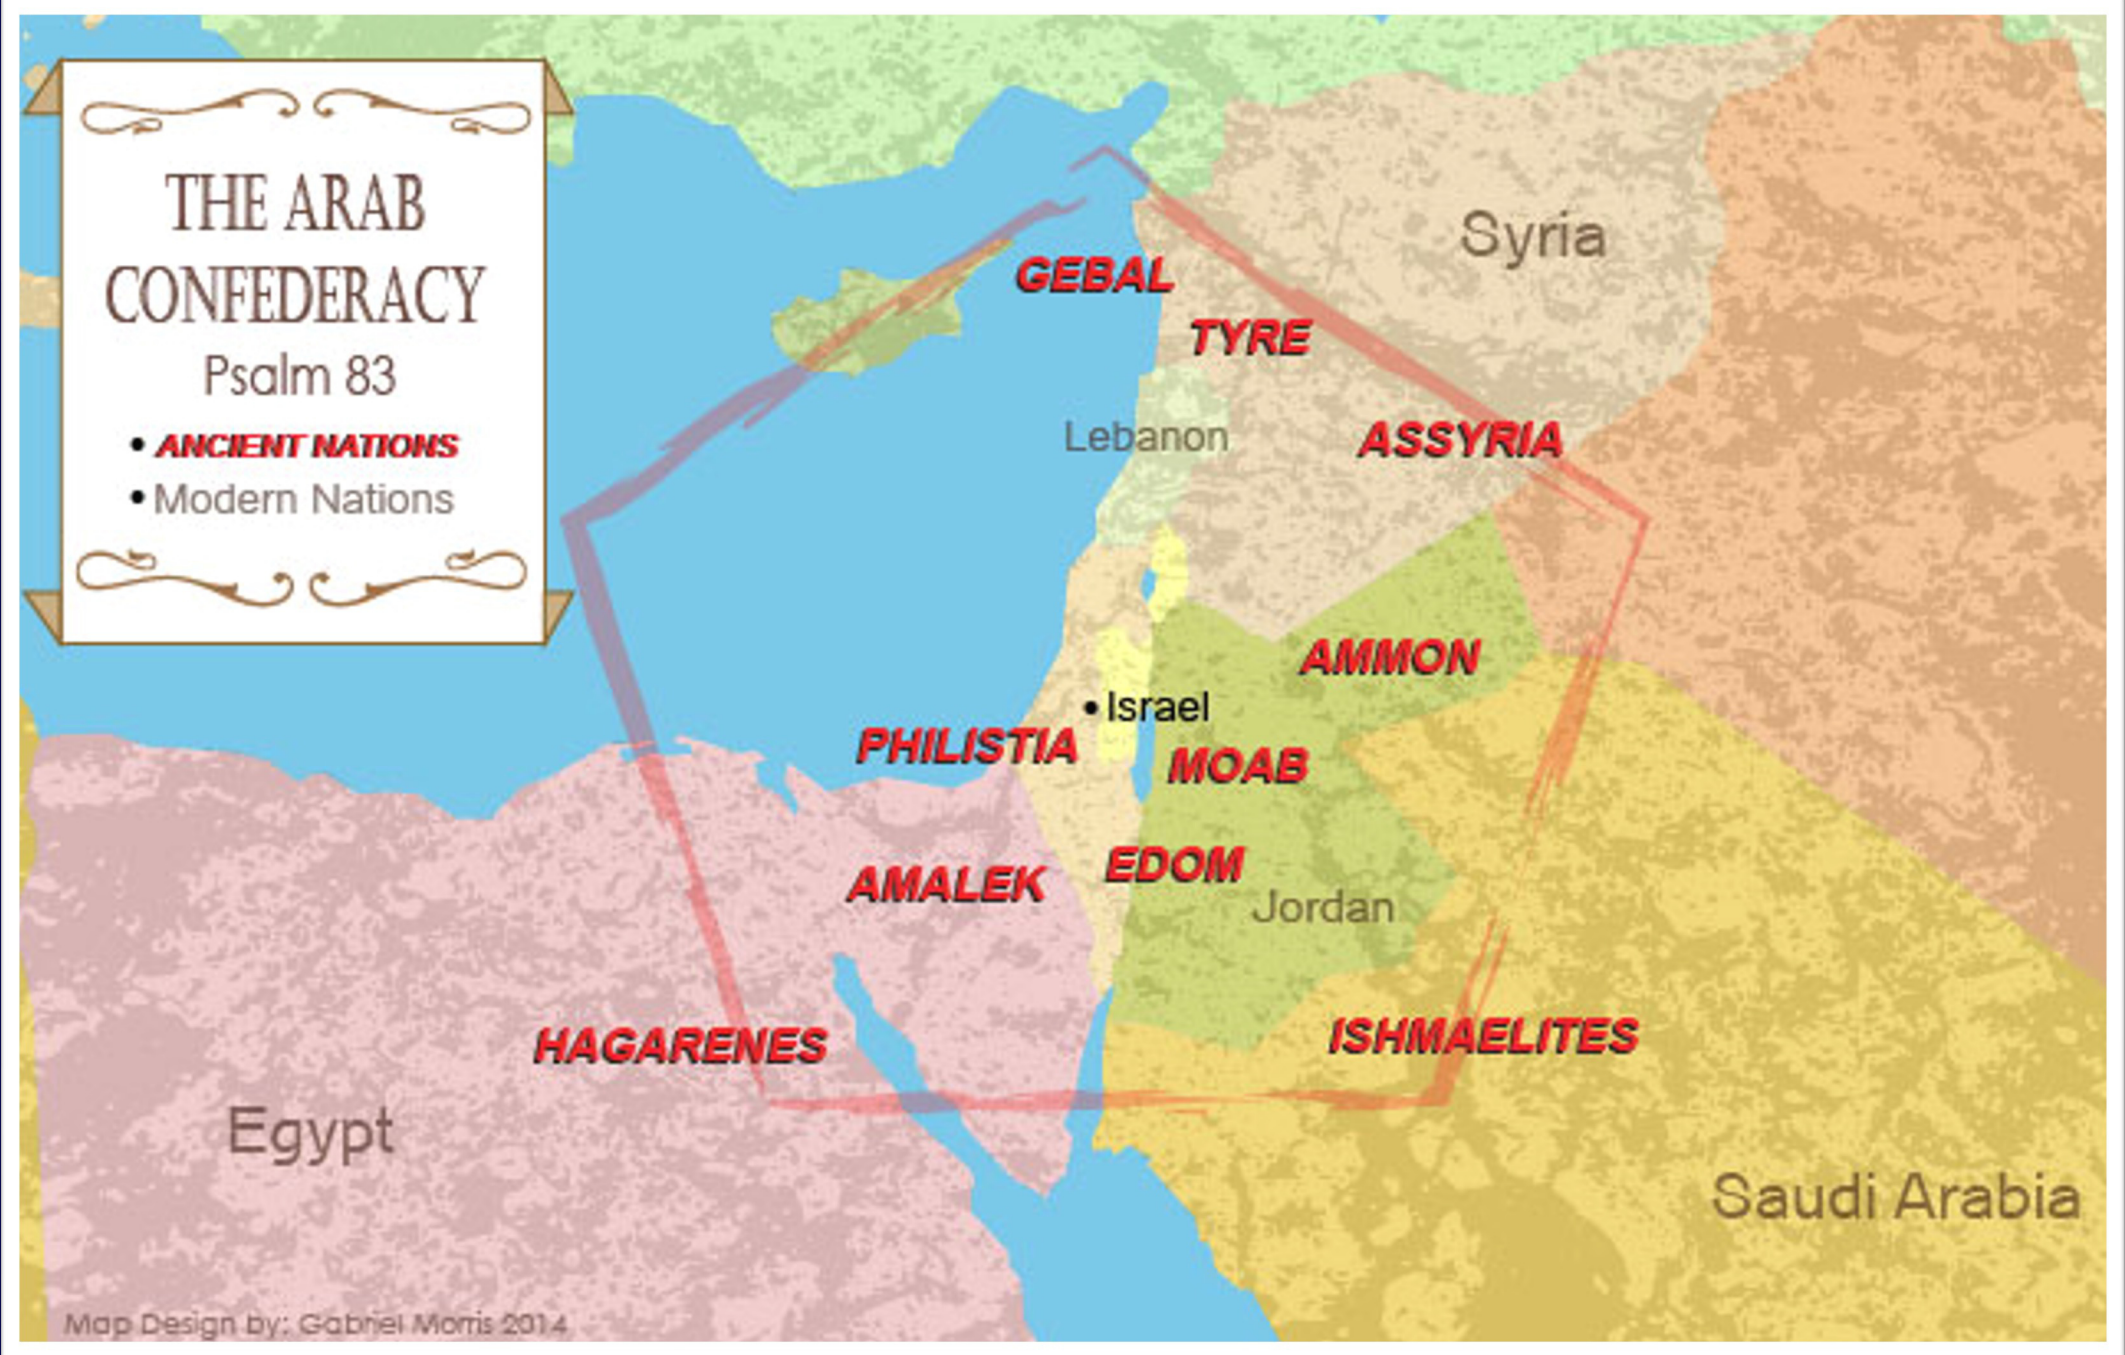 THE ARAB
CONFEDERACY
Psalm 83
• ANCIENT NATIONS
• Modern Nations
Syria
GEBAL
TYRE
Lebanon
ASSYRIA
AMMON
• Israel
PHILISTIA
MOAB
EDOM
AMALEK
Jordan
HAGARENES
ISHMAELITES
Egypt
Saudi Arabia
Map Design by: Gabriel Morris 2014